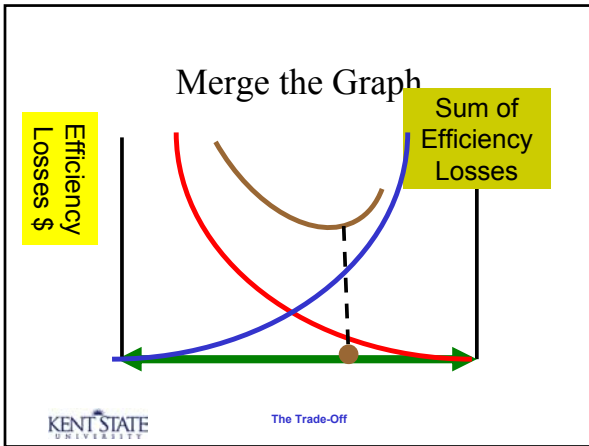 Merge the Graph
Sum of
Efficiency
Losses
Efficiency
Losses $
KENT STATE
UNIVERSITY
The Trade-Off